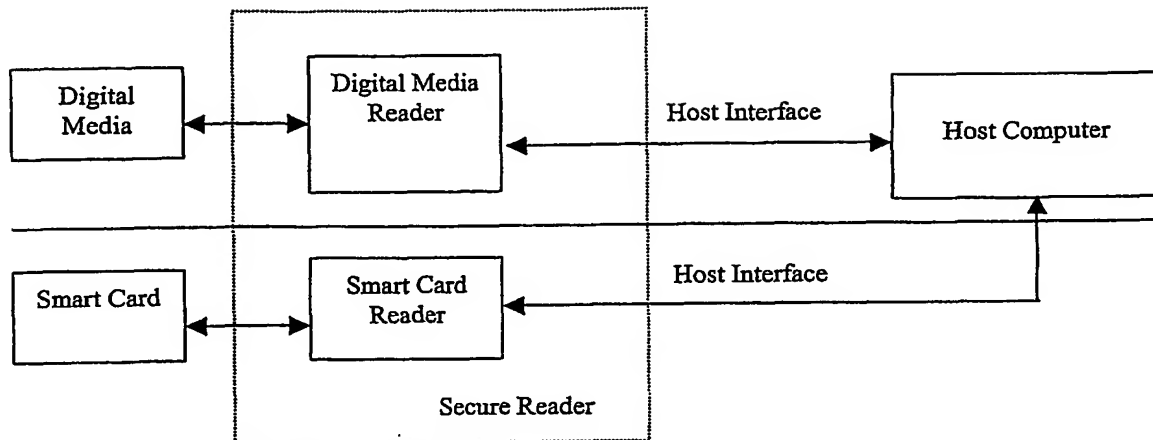 Digital
Media
Digital Media
Reader
Host Interface
Host Computer
Smart Card
Smart Card
Reader
Host Interface
Secure Reader